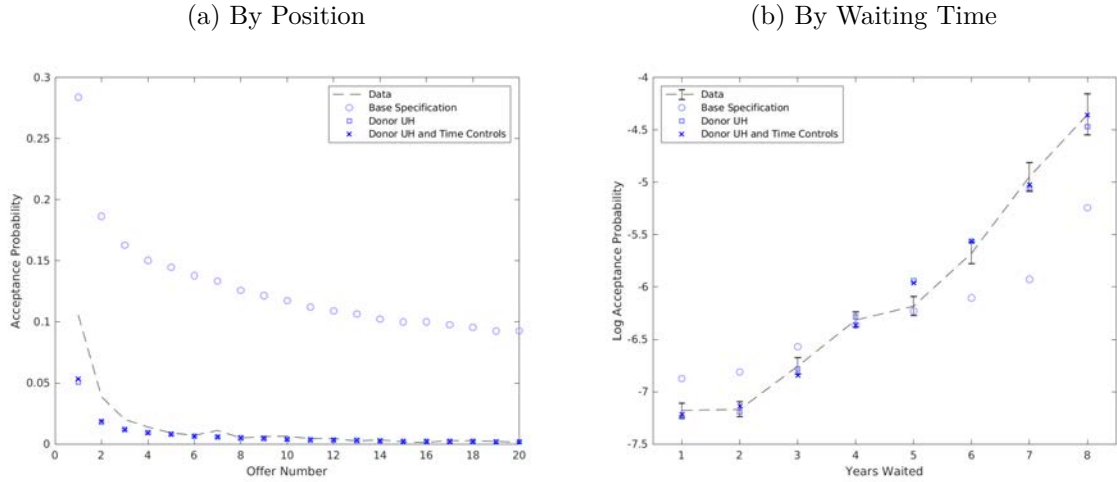 (a) By Position
0.3
0.25
0.2
0.15
0.1
0.05
0
Acceptance Probability
Data
Base Specification
Donor UH
Donor UH and Time Controls
0 2 4 6 8 10 12 14 16 18 20
Offer Number
(b) By Waiting Time
-4
-4.5
-5
-5.5
-6
-6.5
-7
-7.5
Log Acceptance Probability
Data
Base Specification
Donor UH
Donor UH and Time Controls
1 2 3 4 5 6 7 8
Years Waited